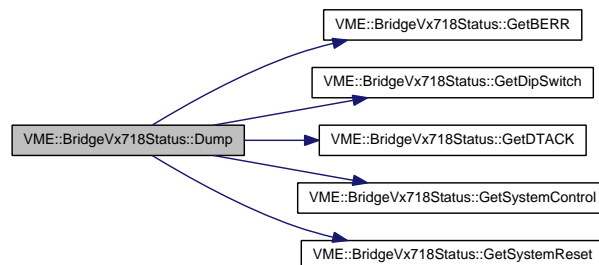 VME::BridgeVx718Status::GetBERR
VME::BridgeVx718Status::GetDipSwitch
VME::BridgeVx718Status::Dump
VME::BridgeVx718Status::GetDTACK
VME::BridgeVx718Status::GetSystemControl
VME::BridgeVx718Status::GetSystemReset